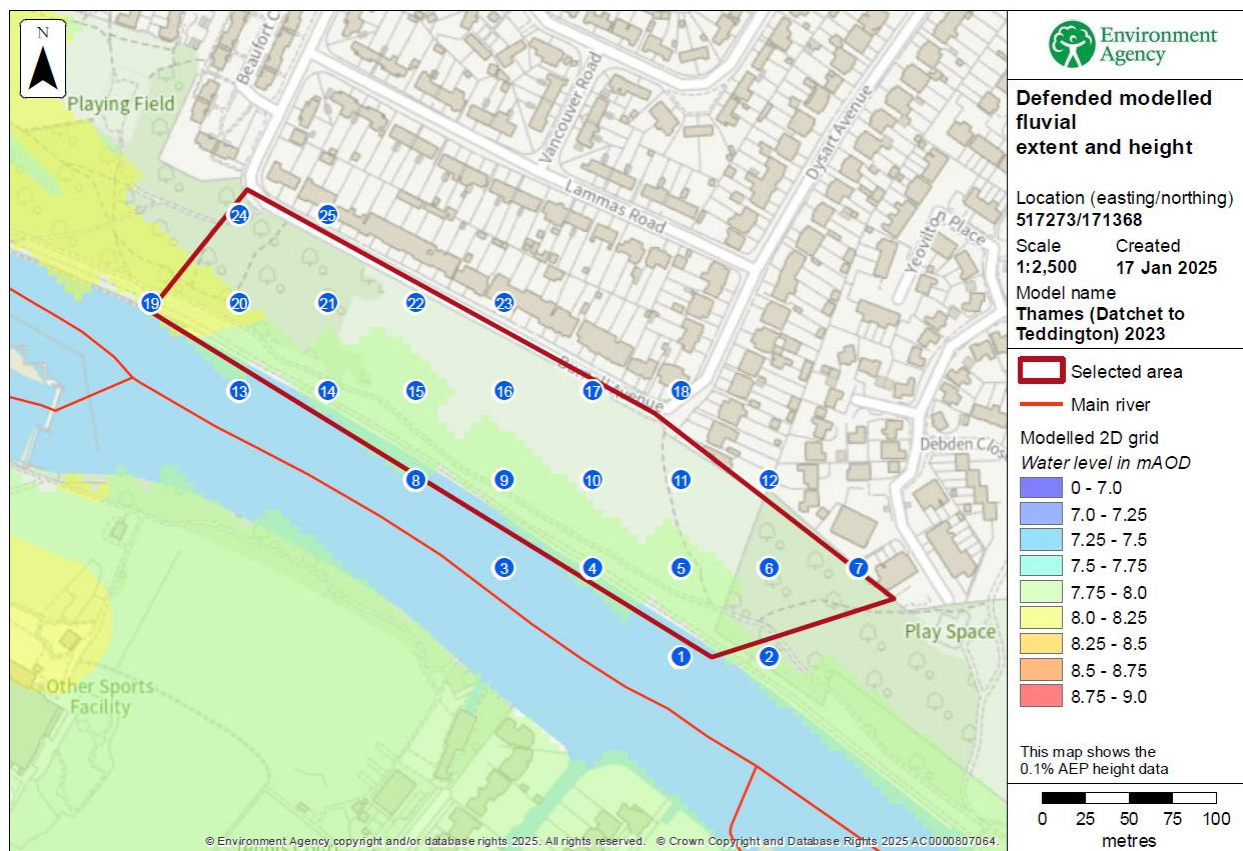 N
Beaufort C
Playing Field
Vancouver Road
Dysart Avenue
Lammas Road
n Place
Yeovilton
Avenue
Debden Clos
Play Space
Other Sports
Facility
24
25
19
20
21
22
23
13
14
15
16
17
18
8
9
10
11
12
3
4
5
6
7
1
2
© Environment Agency copyright and/or database rights 2025. All rights reserved. © Crown Copyright and Database Rights 2025 AC0000807064.
Environment
Agency
Defended modelled
fluvial
extent and height
Location (easting/northing)
517273/171368
Scale Created
1:2,500 17 Jan 2025
Model name
Thames (Datchet to
Teddington) 2023
Selected area
Main river
Modelled 2D grid
Water level in mAOD
0 - 7.0
7.0 - 7.25
7.25 - 7.5
7.5 - 7.75
7.75 - 8.0
8.0 - 8.25
8.25 - 8.5
8.5 - 8.75
8.75 - 9.0
This map shows the
0.1% AEP height data
0 25 50 75 100
metres